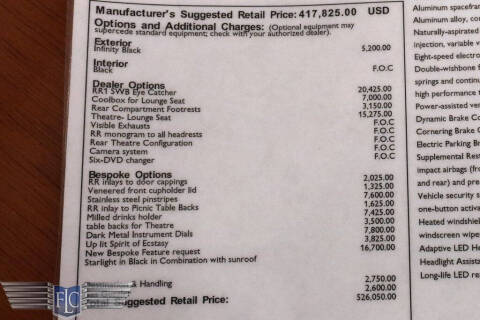 Manufacturer's Suggested Retail Price: 417,825.00 USD
Options and Additional Charges: (Optional equipment may
supercede standard equipment; check with your authorized dealer).
Exterior
Infinity Black 5,200.00
Interior
Black F.O.C
Dealer Options
RR1 SWB Eye Catcher 20,425.00
Coolbox for Lounge Seat 7,000.00
Rear Compartment Footrests 3,150.00
Theatre- Lounge Seat 15,275.00
Visible Exhausts F.O.C
RR monogram to all headrests F.O.C
Rear Theatre Configuration F.O.C
Camera system F.O.C
Six-DVD changer
Bespoke Options
RR inlays to door cappings 2,025.00
Veneered front cupholder lid 1,325.00
Stainless steel pinstripes 7,600.00
RR inlay to Picnic Table Backs 1,625.00
Milled drinks holder 7,425.00
table backs for Theatre 3,500.00
Dark Metal Instrument Dials 7,800.00
Up lit Spirit of Ecstasy 3,825.00
New Bespoke Feature request 16,700.00
Starlight in Black in Combination with sunroof
& Handling 2,750.00
2,600.00
Suggested Retail Price: 526,050.00
FLC
Aluminum spacefram
Aluminum alloy, co
Naturally-aspirated
injection, variable v
Eight-speed electro
Double-wishbone f
springs and continu
high performance t
Power-assisted ver
Dynamic Brake Co
Cornering Brake C
Electric Parking Br
Supplemental Rest
impact airbags (fro
and rear) and pre
Vehicle security s
one-button activa
Heated windshiel
windscreen wipe
Adaptive LED He
Headlight Assista
Long-life LED re